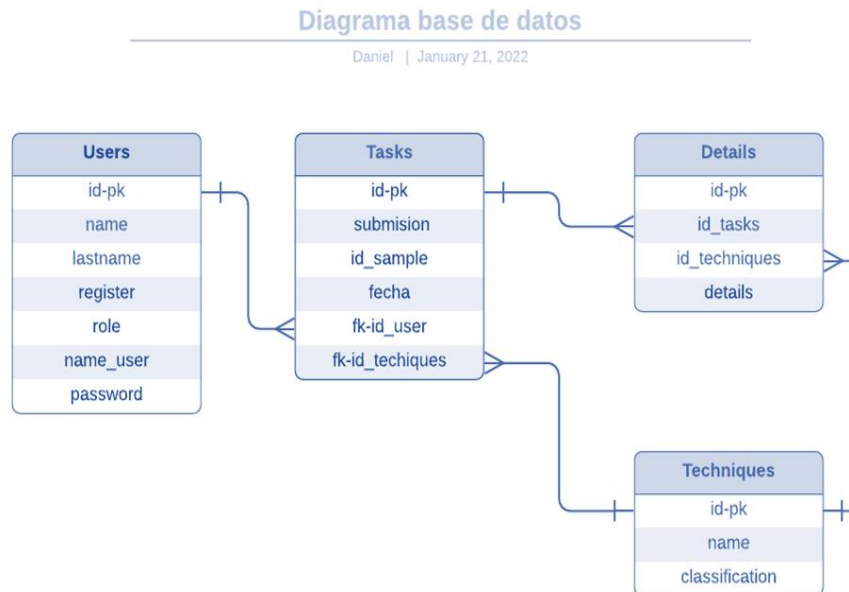 Diagrama base de datos
Daniel | January 21, 2022
Users
id-pk
name
lastname
register
role
name_user
password
Tasks
id-pk
submision
id_sample
fecha
fk-id_user
fk-id_techiques
Details
id-pk
id_tasks
id_techniques
details
Techniques
id-pk
name
classification